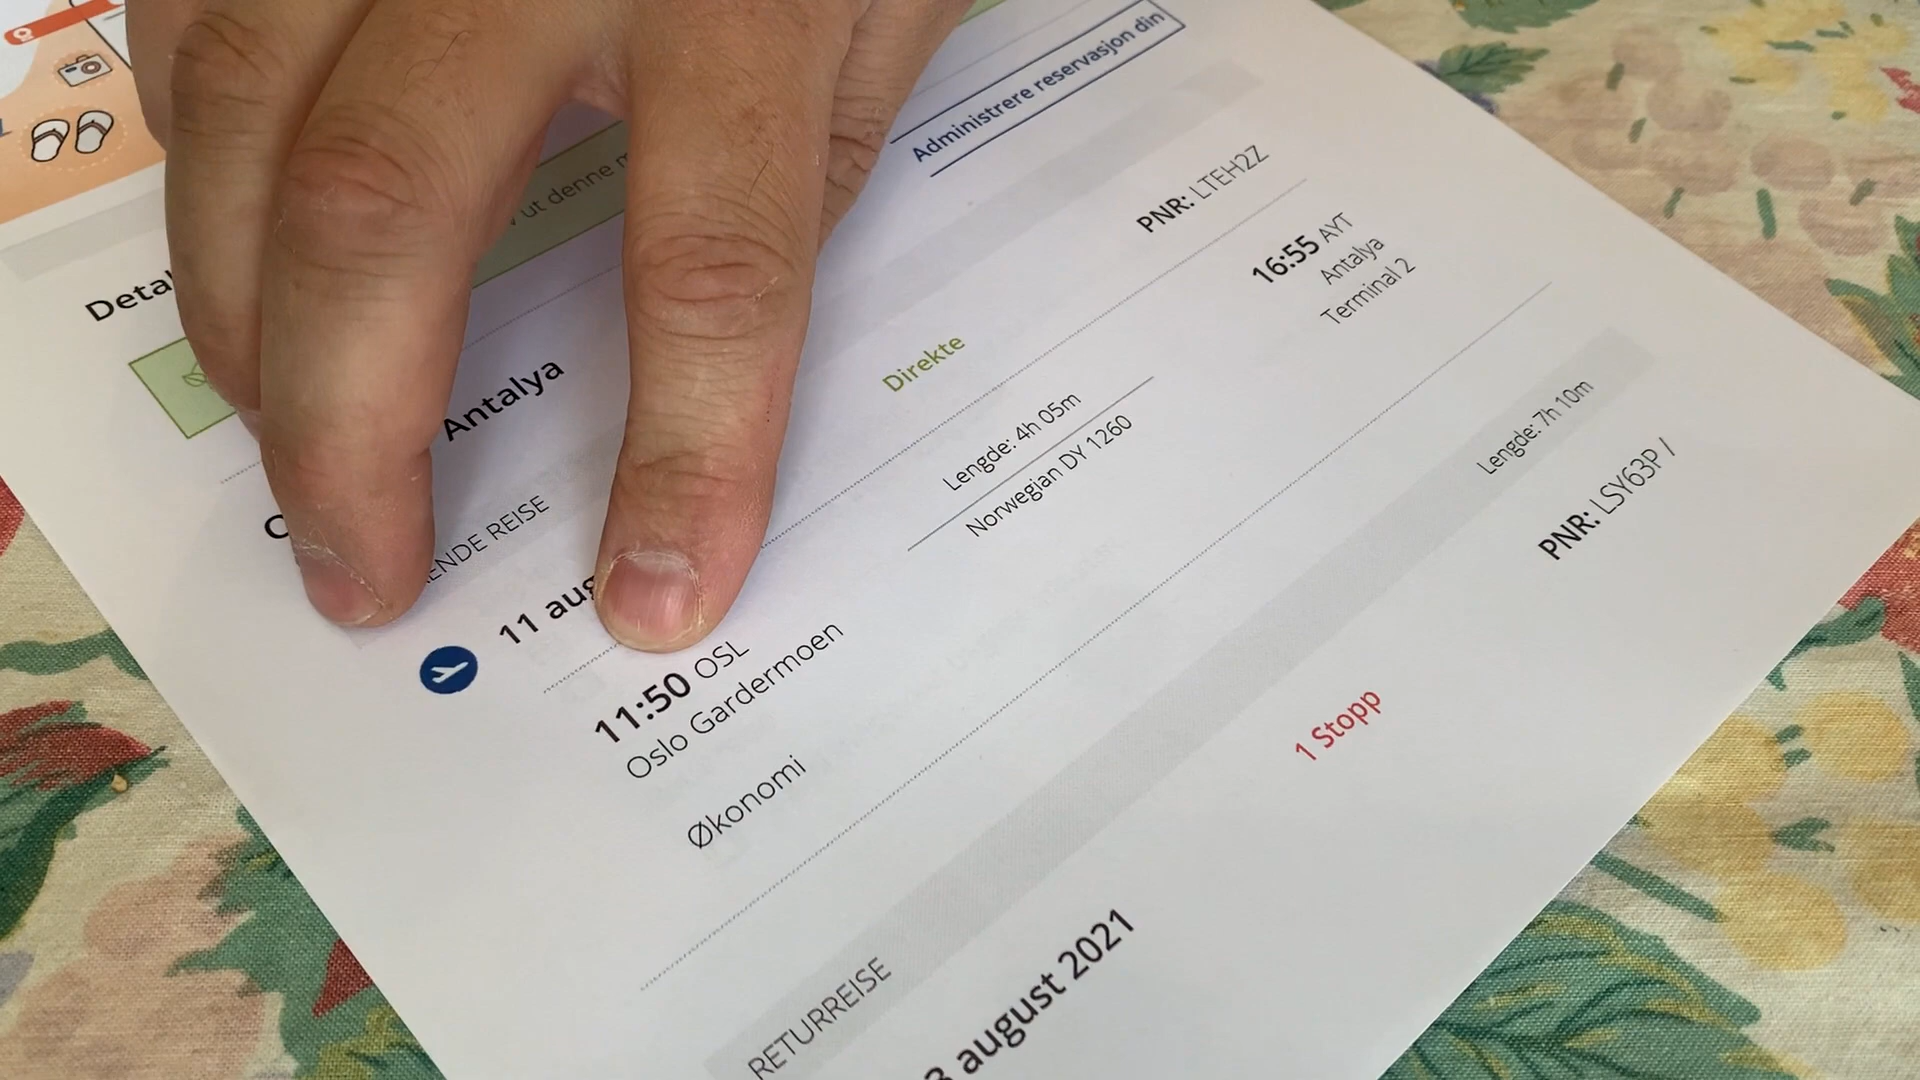 Administrere reservasjon din
ut denne
Antalya
REISE
PNR: LTEH2Z
11 aug
Direkte
11:50 OSL
Oslo Gardermoen
Lengde: 4h 05m
Norwegian DY 1260
16:55 AYT
Antalya
Terminal 2
Økonomi
RETURREISE
Lengde: 7h 10m
august 2021
1 Stopp
PNR: LSY63P /